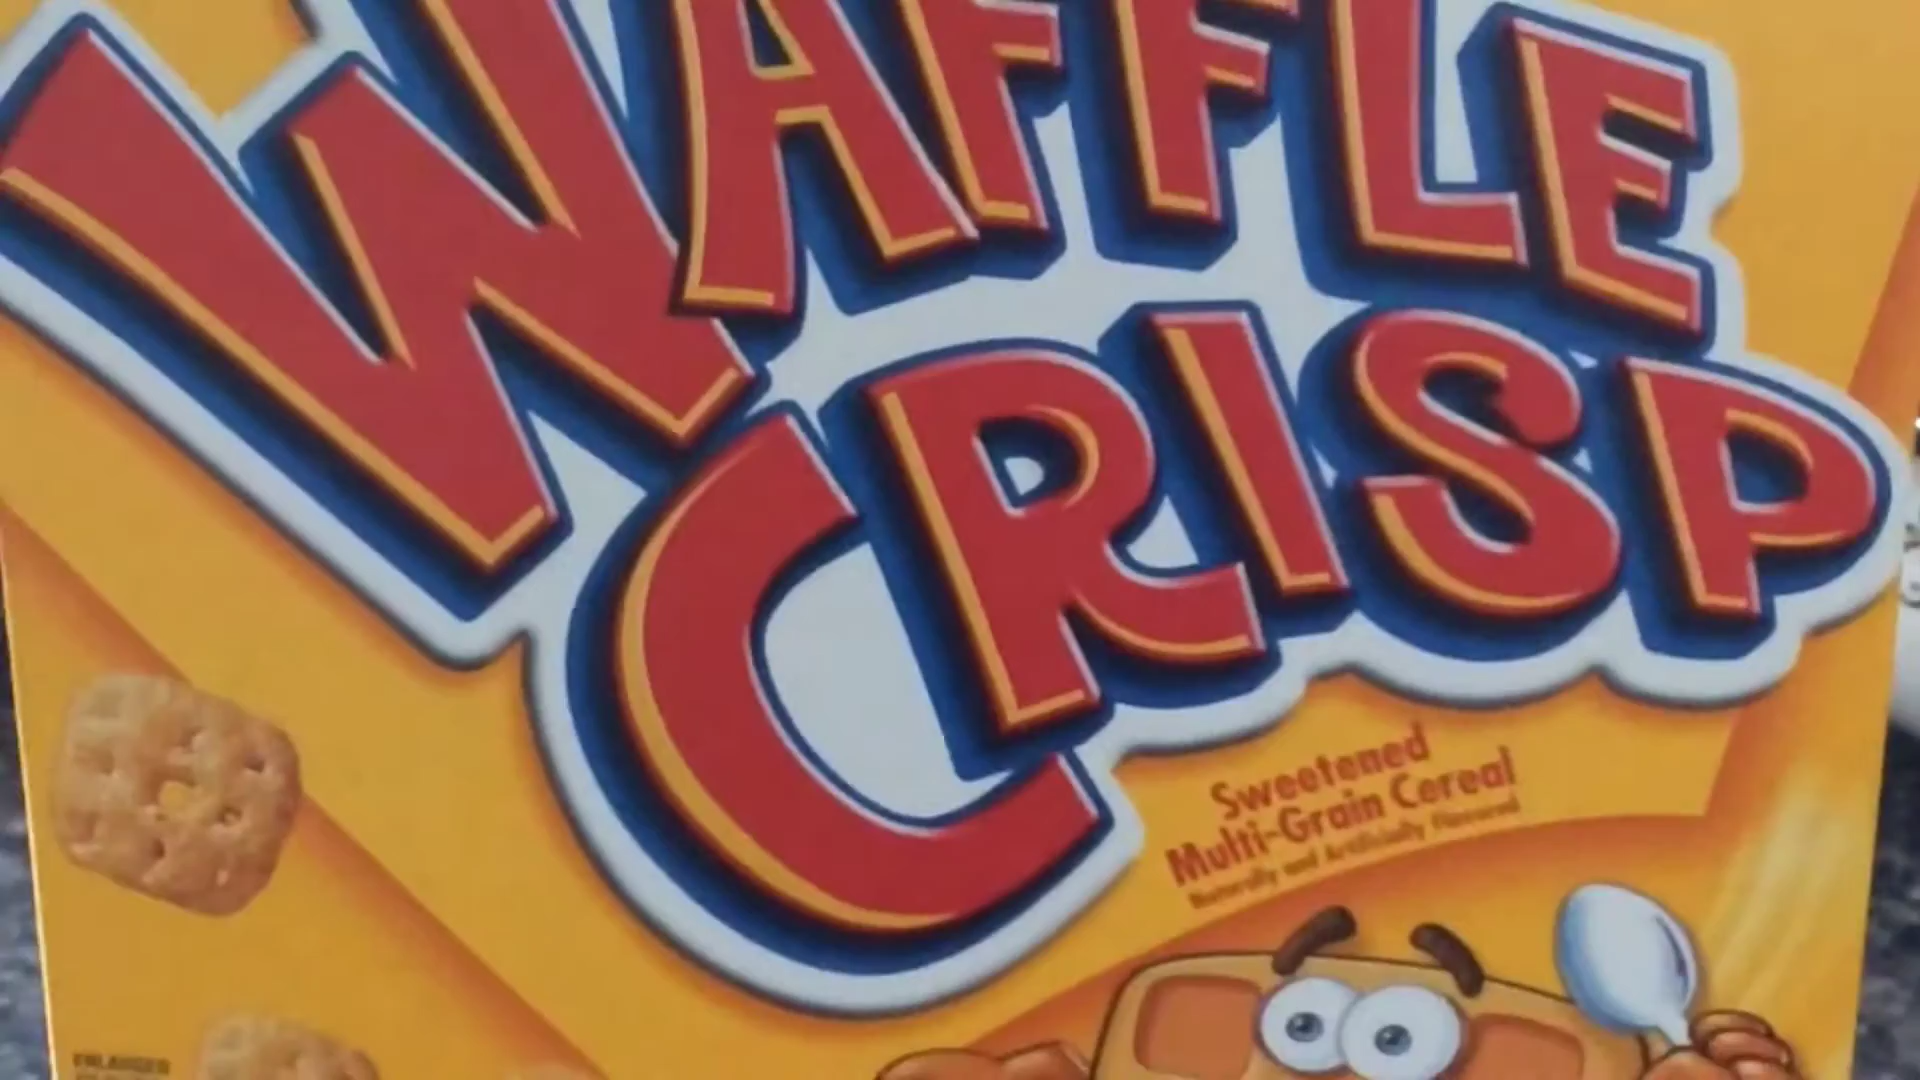 WAFFLE
CRISP
Sweetened
Multi-Grain Cereal
Naturally and Artificially Flavored
ENLARGED